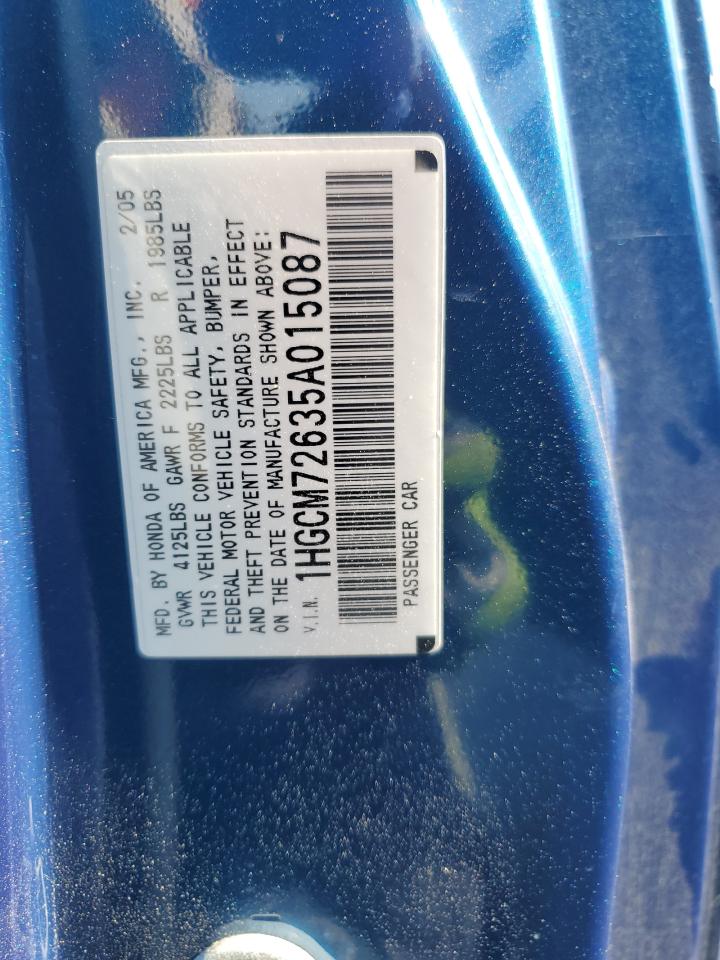 MFD. BY HONDA OF AMERICA MFG., INC. 2/05
GVWR 4125LBS GAWR F 2225LBS R 1985LBS
THIS VEHICLE CONFORMS TO ALL APPLICABLE
FEDERAL MOTOR VEHICLE SAFETY, BUMPER,
AND THEFT PREVENTION STANDARDS IN EFFECT
ON THE DATE OF MANUFACTURE SHOWN ABOVE:
V.I.N. 1HGCM72635A015087
PASSENGER CAR